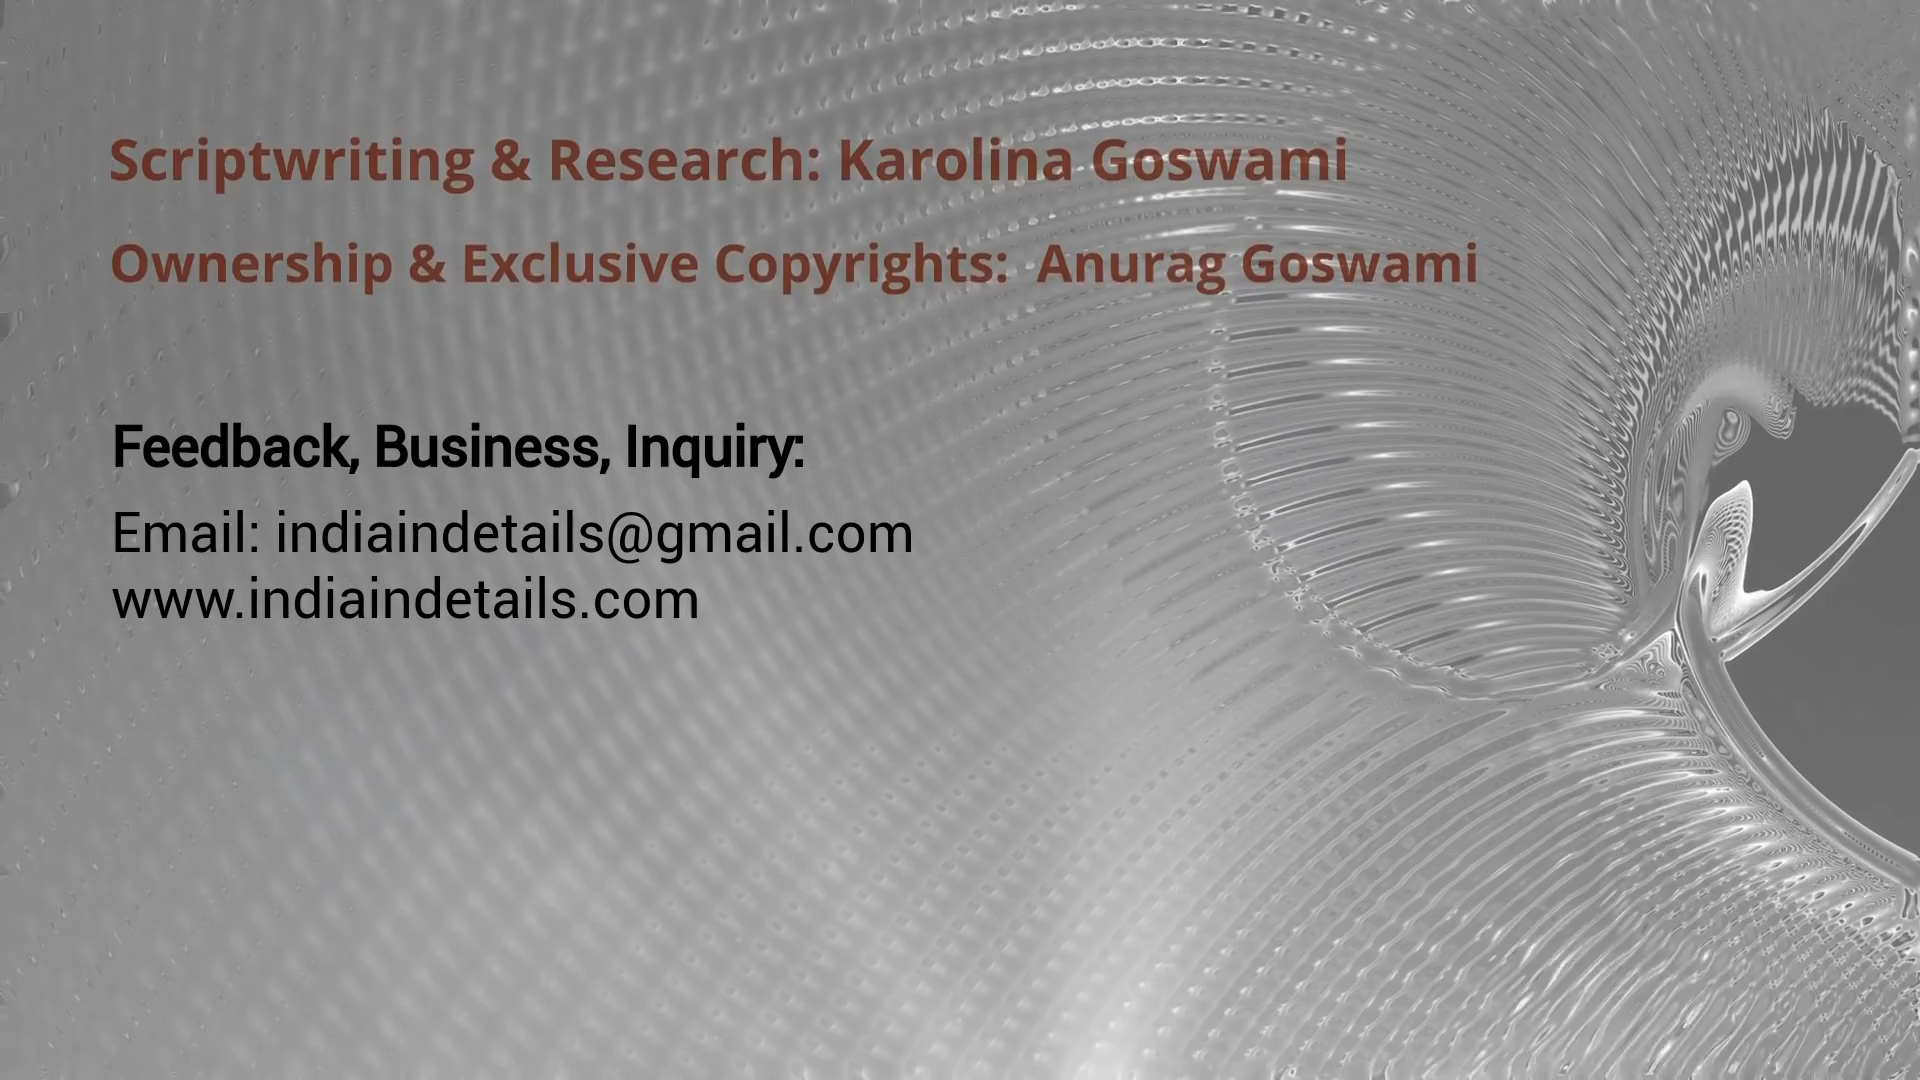 Scriptwriting & Research: Karolina Goswami
Ownership & Exclusive Copyrights: Anurag Goswami
Feedback, Business, Inquiry:
Email: indiaindetails@gmail.com
www.indiaindetails.com